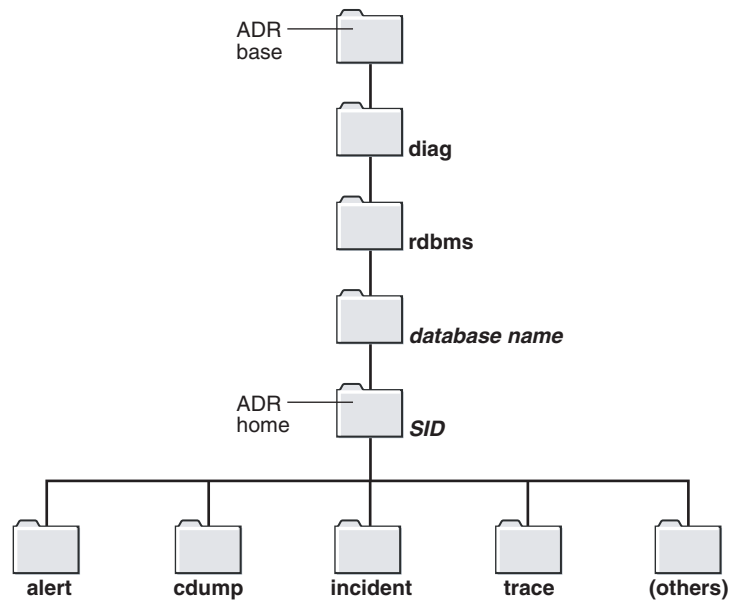 ADR
base
diag
rdbms
database name
ADR
home
SID
alert
cdump
incident
trace
(others)